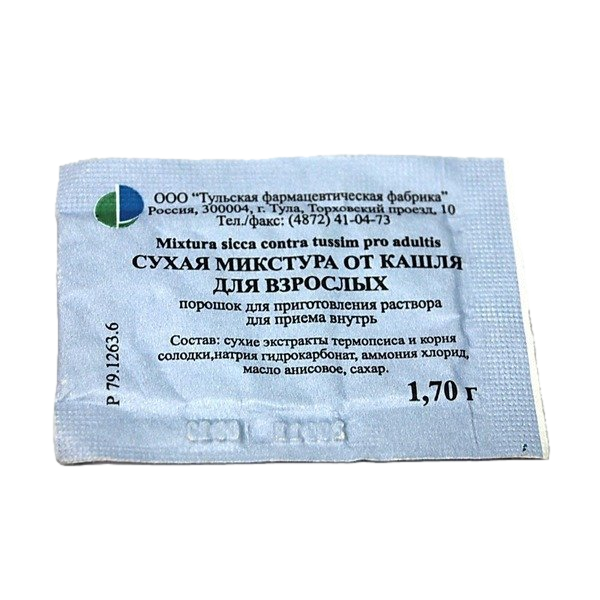 ООО "Тульская фармацевтическая фабрика"
Россия, 300004, г. Тула, Торховский проезд, 10
Тел./факс: (4872) 41-04-73
Mixtura sicca contra tussim pro adultis
СУХАЯ МИКСТУРА ОТ КАШЛЯ
ДЛЯ ВЗРОСЛЫХ
порошок для приготовления раствора
для приема внутрь
Состав: сухие экстракты термопсиса и корня
солодки,натрия гидрокарбонат, аммония хлорид,
масло анисовое, сахар.
1,70 г
Р 79.1263.6